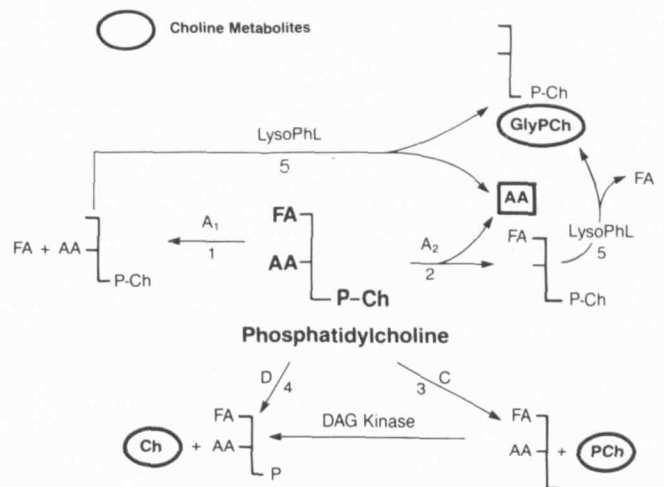 Choline Metabolites
P-Ch
GlyPCh
LysoPhL
5
FA
AA
A₁
1
FA + AA
P-Ch
FA
AA
P-Ch
A₂
2
FA
P-Ch
LysoPhL
5
Phosphatidylcholine
D 4
3 C
FA
Ch + AA
P
DAG Kinase
FA
AA + PCh